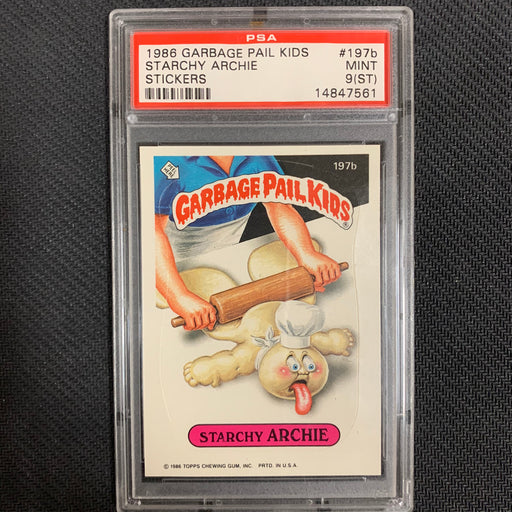 PSA
1986 GARBAGE PAIL KIDS #197b
STARCHY ARCHIE MINT
STICKERS 9(ST)
14847561
197b
GARBAGE PAIL KIDS ®
STARCHY ARCHIE
© 1986 TOPPS CHEWING GUM, INC. PRTD. IN U.S.A.